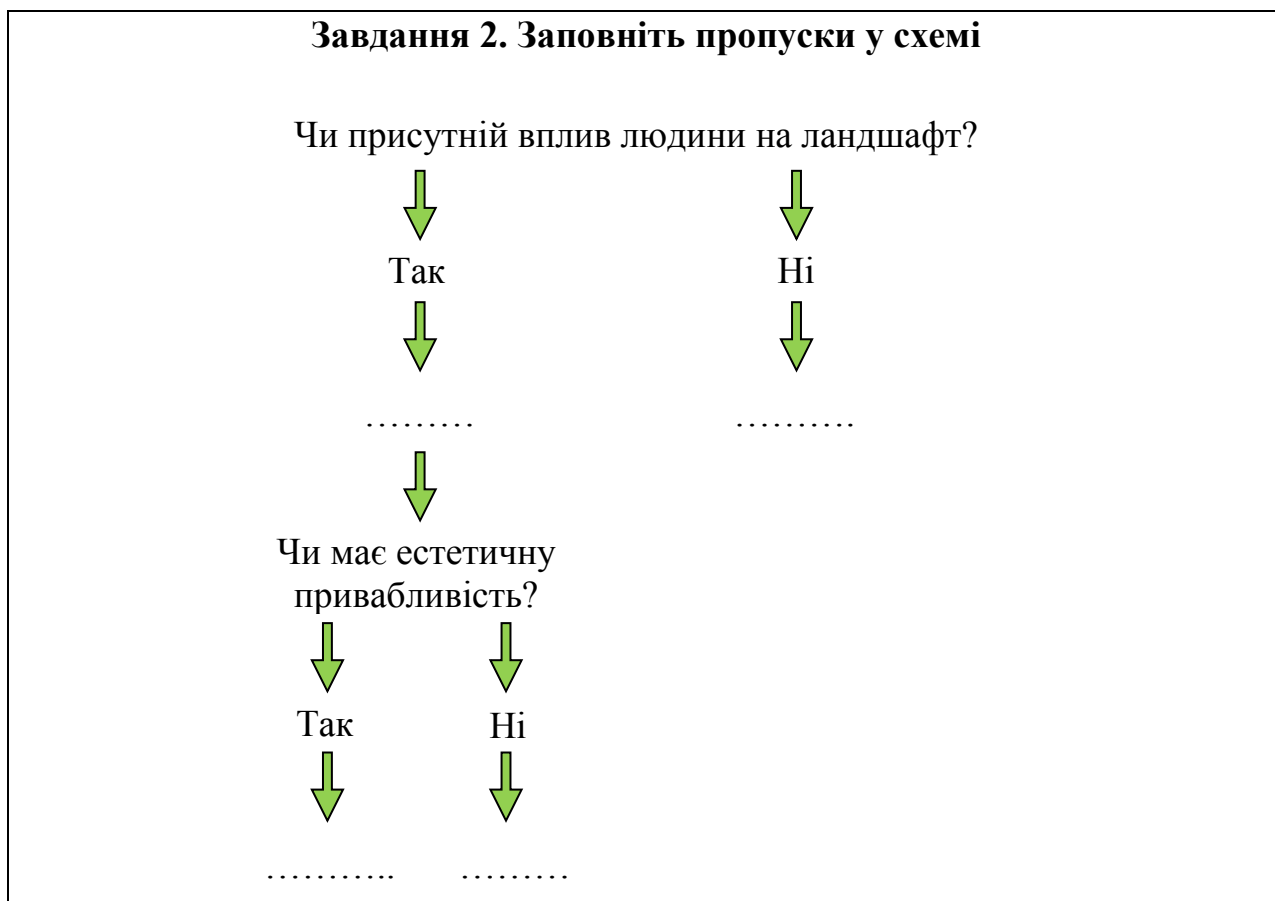 Завдання 2. Заповніть пропуски у схемі
Чи присутній вплив людини на ландшафт?
Так Ні
……… ……….
Чи має естетичну
привабливість?
Так Ні
……….. ………